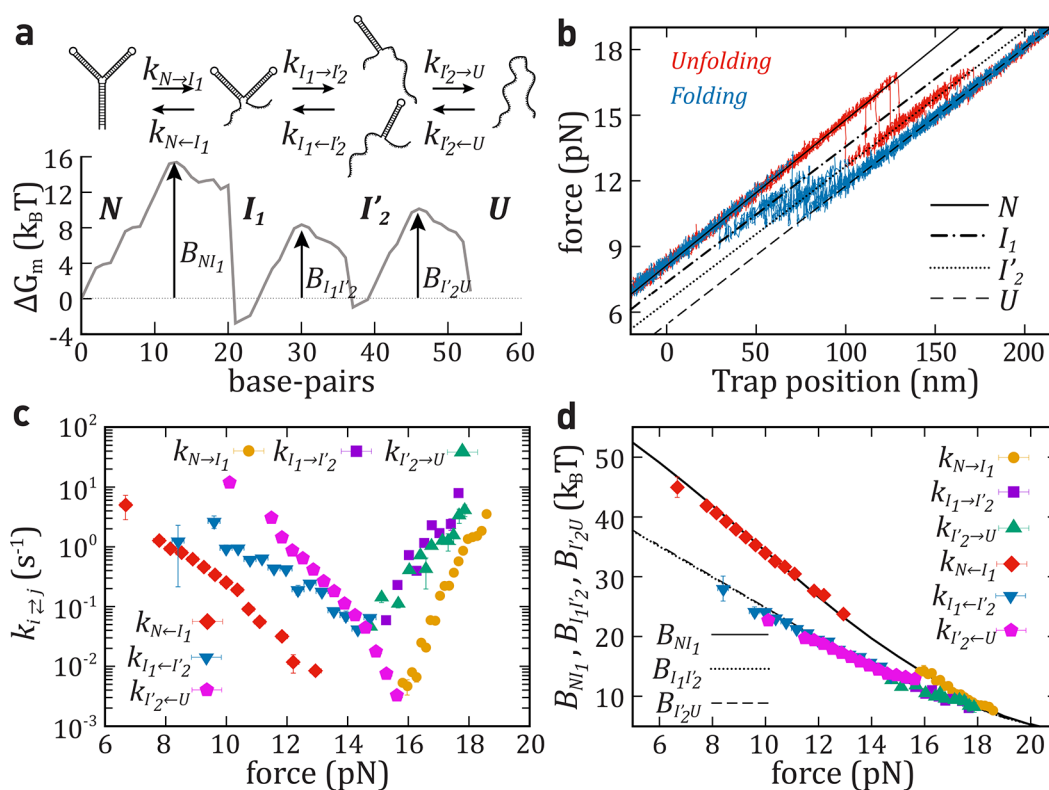 a
k_{N→I_1} k_{I_1→I'_2} k_{I'_2→U}
k_{N←I_1} k_{I_1←I'_2} k_{I'_2←U}
ΔG_m (k_BT)
16
12
8
4
0
-4
N I_1 I'_2 U
B_{NI_1} B_{I_1I'_2} B_{I'_2U}
0 10 20 30 40 50 60
base-pairs
b
Unfolding
Folding
force (pN)
18
15
12
9
6
N
I_1
I'_2
U
0 50 100 150 200
Trap position (nm)
c
k_{i⇄j} (s^{-1})
10^2
10^1
10^0
10^{-1}
10^{-2}
10^{-3}
k_{N→I_1} k_{I_1→I'_2} k_{I'_2→U}
k_{N←I_1}
k_{I_1←I'_2}
k_{I'_2←U}
6 8 10 12 14 16 18 20
force (pN)
d
B_{NI_1}, B_{I_1I'_2}, B_{I'_2U} (k_BT)
50
40
30
20
10
k_{N→I_1}
k_{I_1→I'_2}
k_{I'_2→U}
k_{N←I_1}
k_{I_1←I'_2}
k_{I'_2←U}
B_{NI_1}
B_{I_1I'_2}
B_{I'_2U}
6 8 10 12 14 16 18 20
force (pN)